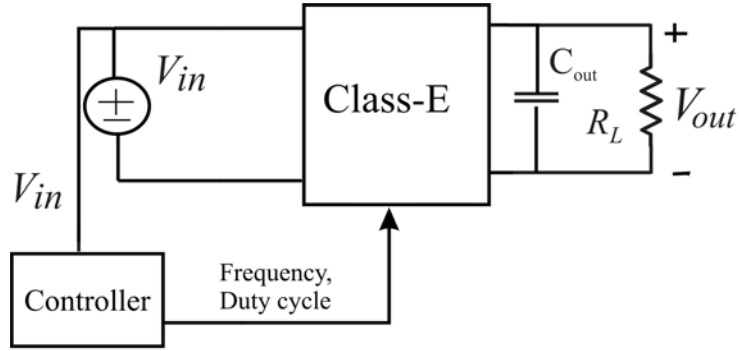 V_in
Class-E
C_out
+
R_L
V_out
-
V_in
Controller
Frequency,
Duty cycle